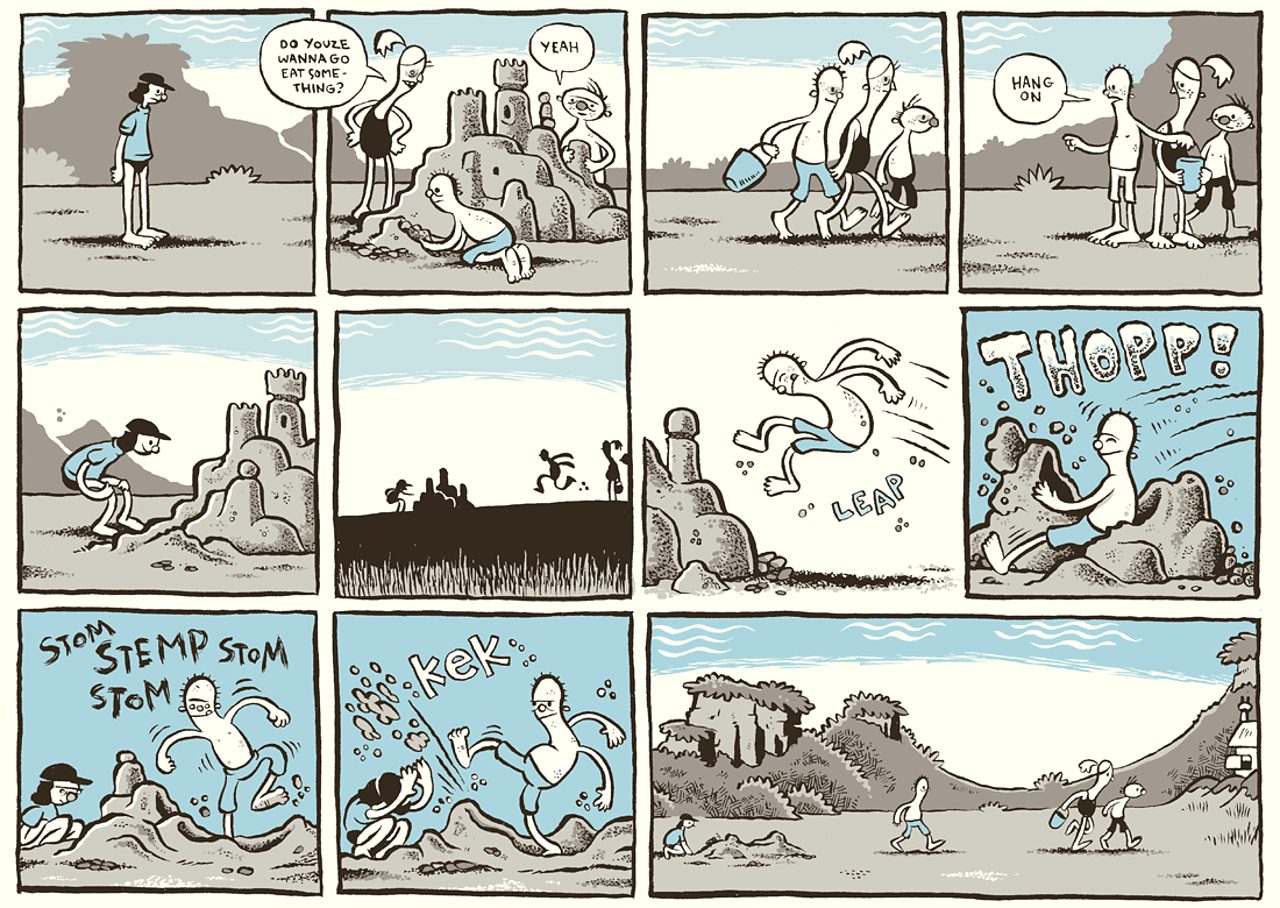 DO YOUZE
WANNA GO
EAT SOME-
THING?
YEAH
HANG
ON
LEAP
THOPP!
STOM
STEMP STOM
STOM
KEK